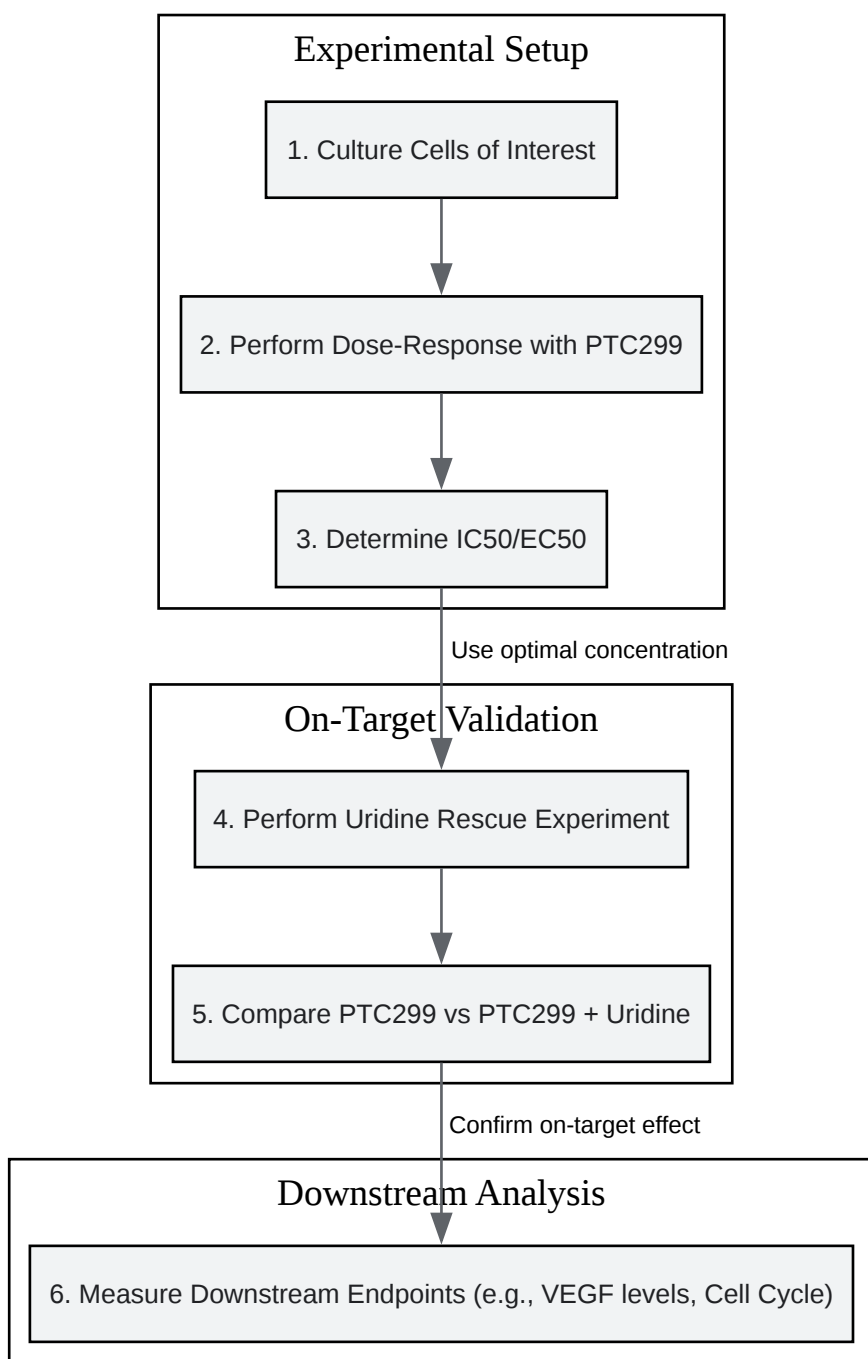 Experimental Setup
1. Culture Cells of Interest
2. Perform Dose-Response with PTC299
3. Determine IC50/EC50
Use optimal concentration
On-Target Validation
4. Perform Uridine Rescue Experiment
5. Compare PTC299 vs PTC299 + Uridine
Confirm on-target effect
Downstream Analysis
6. Measure Downstream Endpoints (e.g., VEGF levels, Cell Cycle)